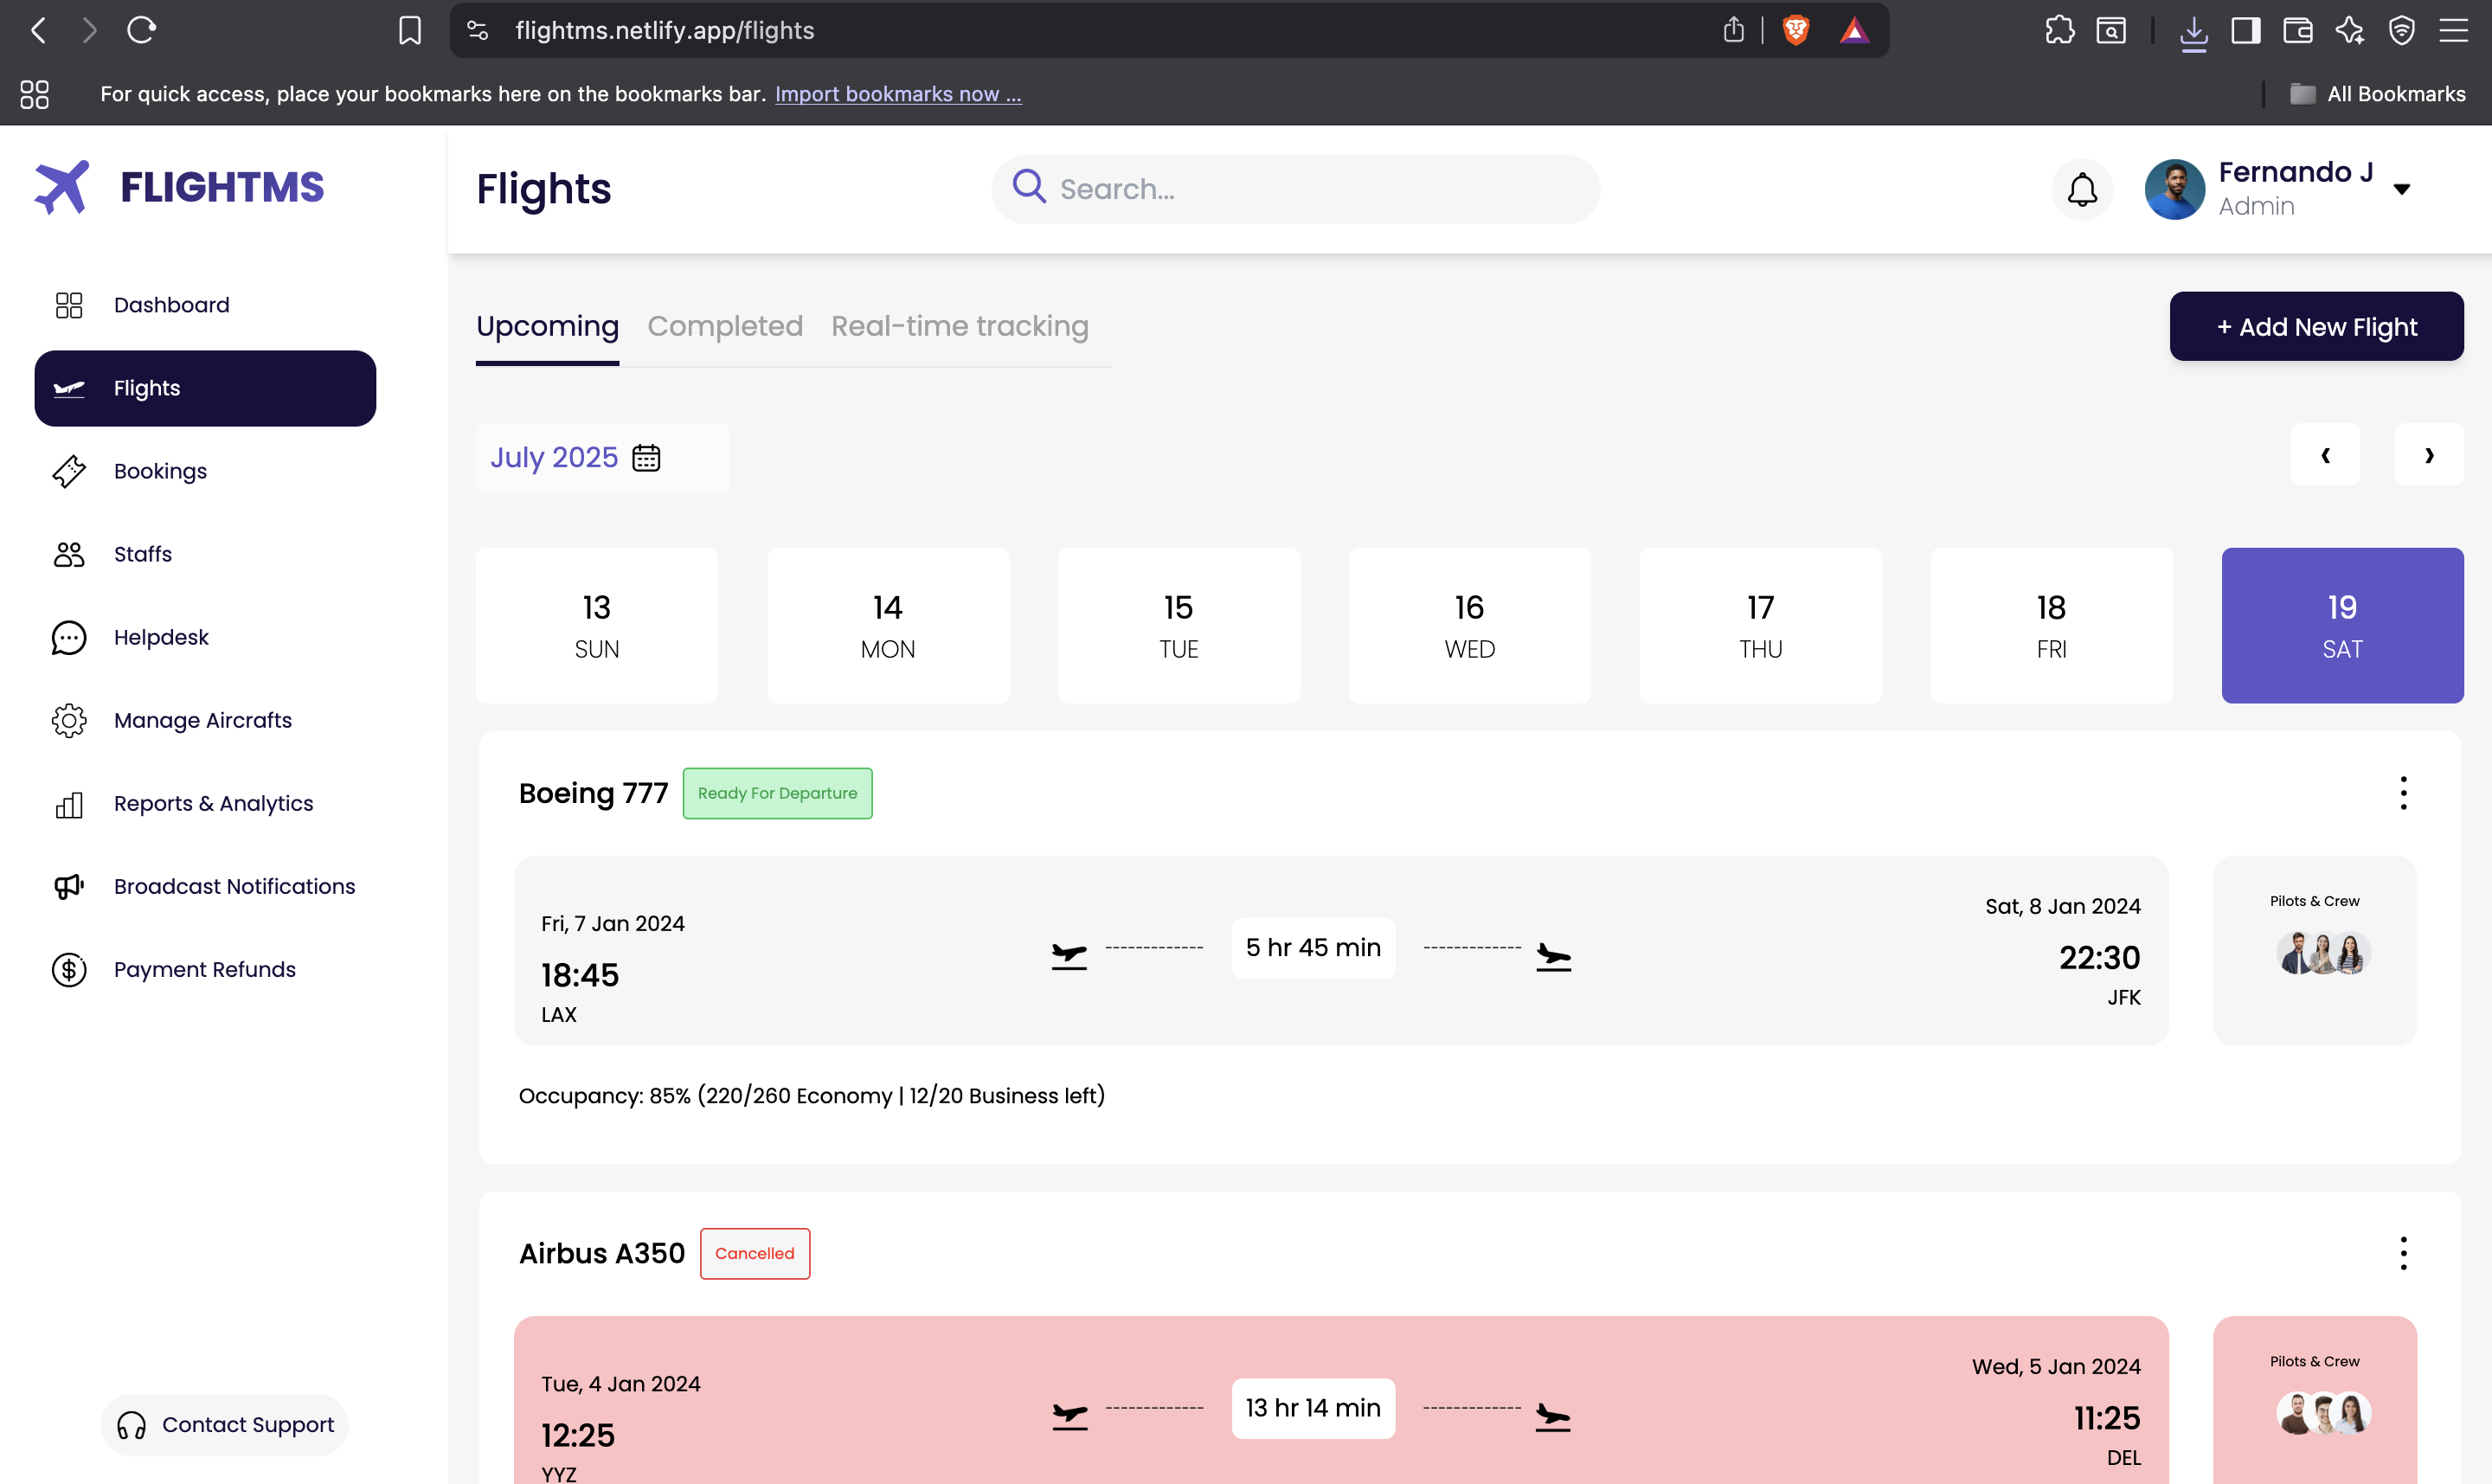 flightms.netlify.app/flights
For quick access, place your bookmarks here on the bookmarks bar. Import bookmarks now ...
All Bookmarks
FLIGHTMS
Flights
Search...
Fernando J
Admin
Dashboard
Flights
Bookings
Staffs
Helpdesk
Manage Aircrafts
Reports & Analytics
Broadcast Notifications
Payment Refunds
Contact Support
Upcoming Completed Real-time tracking
+ Add New Flight
July 2025
13 14 15 16 17 18 19
SUN MON TUE WED THU FRI SAT
Boeing 777 Ready For Departure
Fri, 7 Jan 2024
18:45
LAX
5 hr 45 min
Sat, 8 Jan 2024
22:30
JFK
Pilots & Crew
Occupancy: 85% (220/260 Economy | 12/20 Business left)
Airbus A350 Cancelled
Tue, 4 Jan 2024
12:25
YYZ
13 hr 14 min
Wed, 5 Jan 2024
11:25
DEL
Pilots & Crew